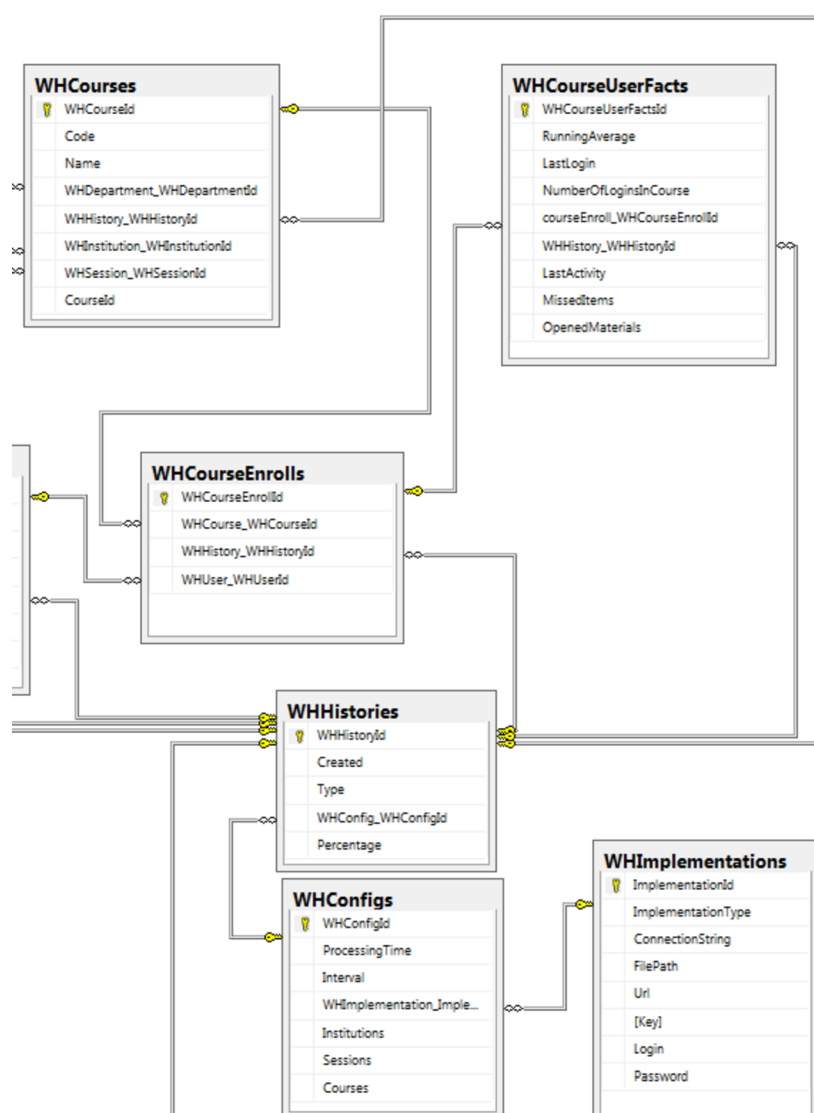 WHCourses
WHCourseId
Code
Name
WHDepartment_WHDepartmentId
WHHistory_WHHistoryId
WHInstitution_WHInstitutionId
WHSession_WHSessionId
CourseId
WHCourseUserFacts
WHCourseUserFactsId
RunningAverage
LastLogin
NumberOfLoginsInCourse
courseEnroll_WHCourseEnrollId
WHHistory_WHHistoryId
LastActivity
MissedItems
OpenedMaterials
WHCourseEnrolls
WHCourseEnrollId
WHCourse_WHCourseId
WHHistory_WHHistoryId
WHUser_WHUserId
WHHistories
WHHistoryId
Created
Type
WHConfig_WHConfigId
Percentage
WHConfigs
WHConfigId
ProcessingTime
Interval
WHImplementation_Imple...
Institutions
Sessions
Courses
WHImplementations
ImplementationId
ImplementationType
ConnectionString
FilePath
Url
[Key]
Login
Password